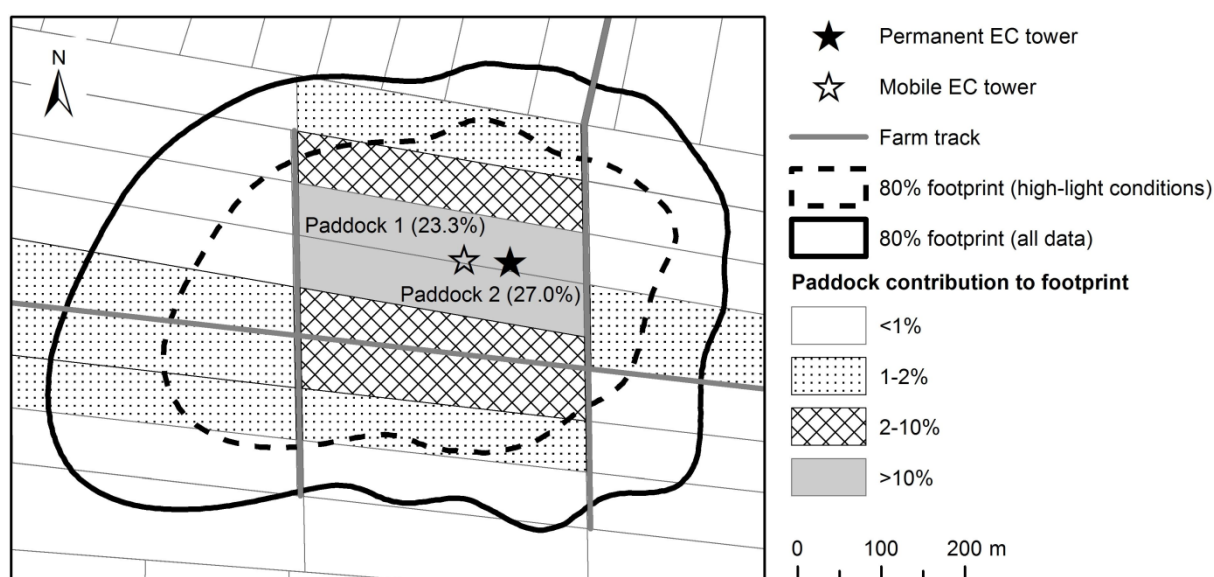 N
Paddock 1 (23.3%)
Paddock 2 (27.0%)
Permanent EC tower
Mobile EC tower
Farm track
80% footprint (high-light conditions)
80% footprint (all data)
Paddock contribution to footprint
<1%
1-2%
2-10%
>10%
0 100 200 m